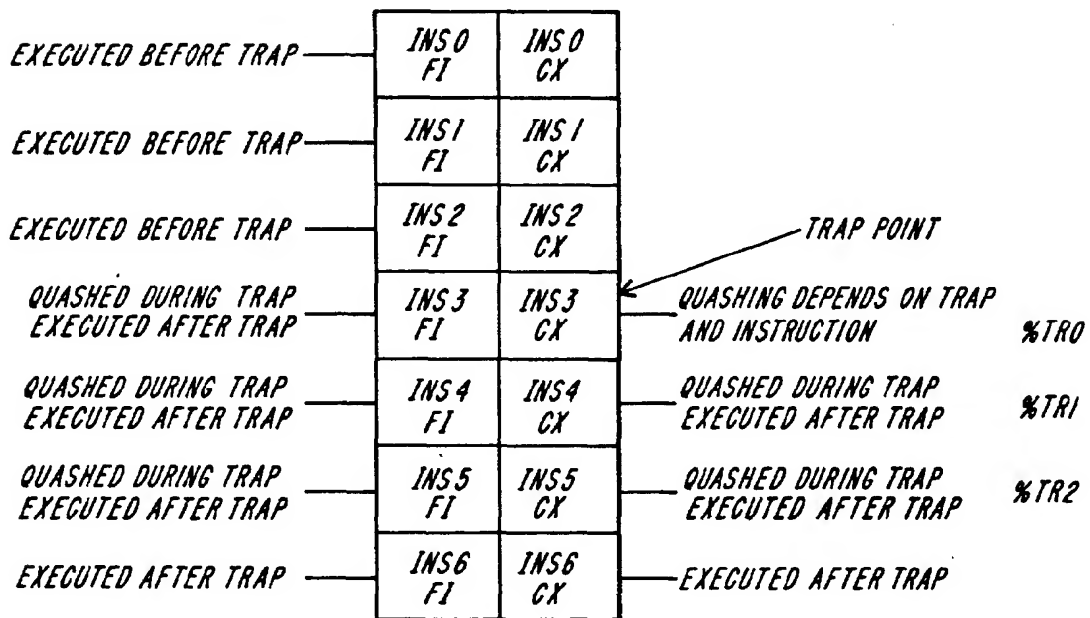 EXECUTED BEFORE TRAP
INS 0 FI
INS 0 CX
EXECUTED BEFORE TRAP
INS 1 FI
INS 1 CX
EXECUTED BEFORE TRAP
INS 2 FI
INS 2 CX
TRAP POINT
QUASHED DURING TRAP
EXECUTED AFTER TRAP
INS 3 FI
INS 3 CX
QUASHING DEPENDS ON TRAP
AND INSTRUCTION
%TR0
QUASHED DURING TRAP
EXECUTED AFTER TRAP
INS 4 FI
INS 4 CX
QUASHED DURING TRAP
EXECUTED AFTER TRAP
%TR1
QUASHED DURING TRAP
EXECUTED AFTER TRAP
INS 5 FI
INS 5 CX
QUASHED DURING TRAP
EXECUTED AFTER TRAP
%TR2
EXECUTED AFTER TRAP
INS 6 FI
INS 6 CX
EXECUTED AFTER TRAP